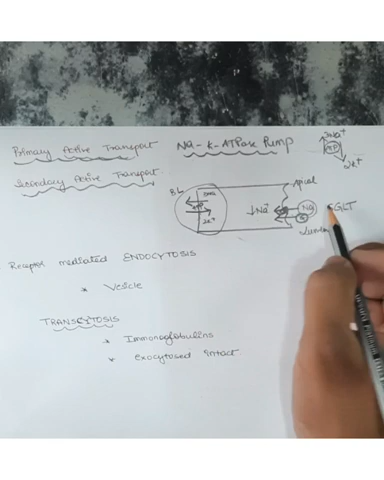 Primary Active Transport
Na - K - ATPase Pump
3Na+
ATP
2K+
Secondary Active Transport
B.L
Apical
2K+
↓Na+
Na
G
SGLT
Lumen
Receptor mediated ENDOCYTOSIS
* Vesicle
TRANSCYTOSIS
* Immunoglobulins
* Exocytosed intact.